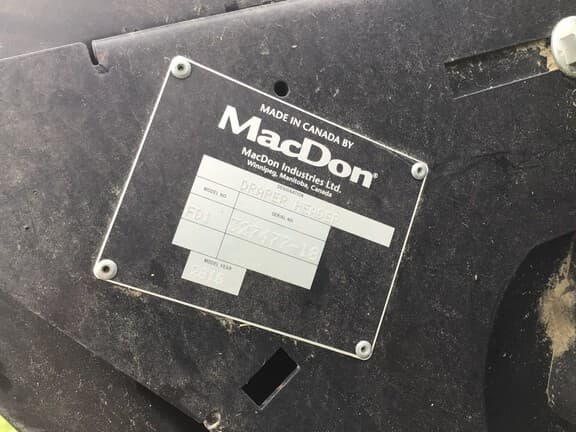 MADE IN CANADA BY
MacDon®
MacDon Industries Ltd.
Winnipeg, Manitoba, Canada
DESIGNATION
DRAPER HEADER
MODEL NO. SERIAL NO.
FD1
MODEL YEAR